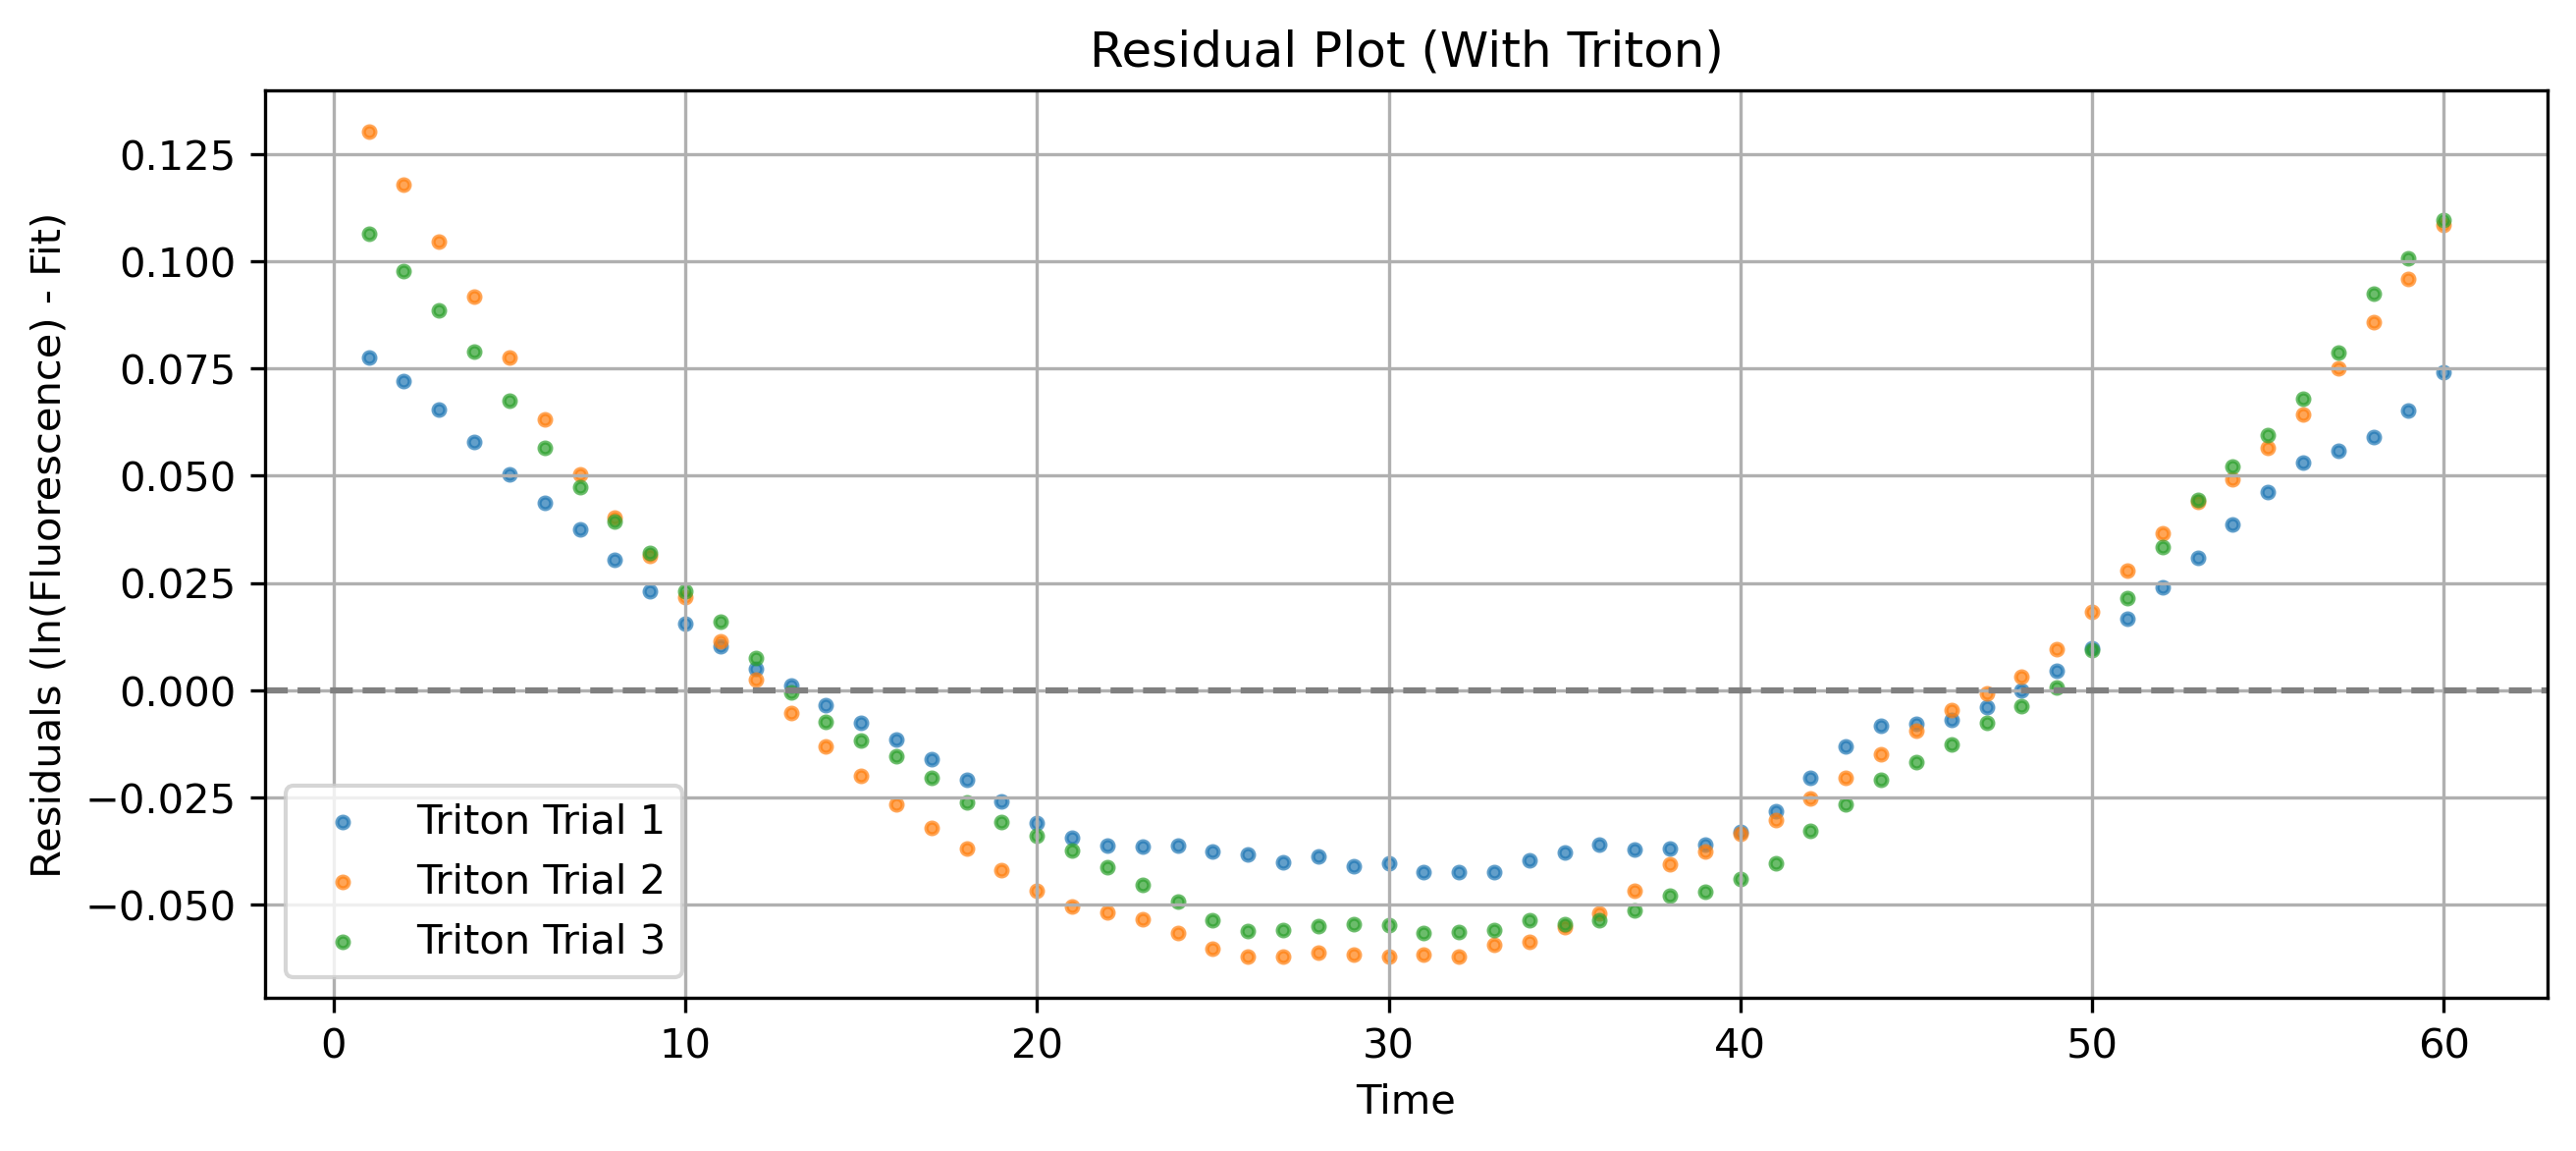 Residual Plot (With Triton)
Residuals (ln(Fluorescence) - Fit)
0.125
0.100
0.075
0.050
0.025
0.000
−0.025
−0.050
Triton Trial 1
Triton Trial 2
Triton Trial 3
0 10 20 30 40 50 60
Time